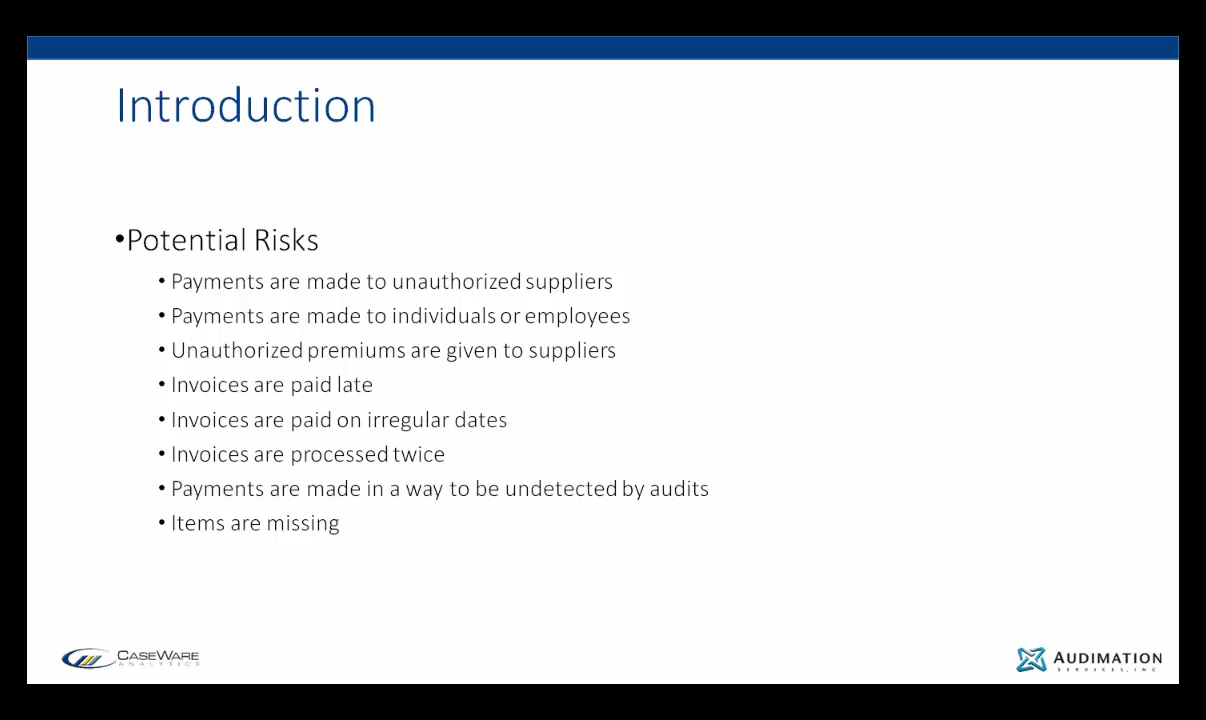 Introduction
•Potential Risks
• Payments are made to unauthorized suppliers
• Payments are made to individuals or employees
• Unauthorized premiums are given to suppliers
• Invoices are paid late
• Invoices are paid on irregular dates
• Invoices are processed twice
• Payments are made in a way to be undetected by audits
• Items are missing
CASEWARE
ANALYTICS
AUDIMATION
SERVICES, INC